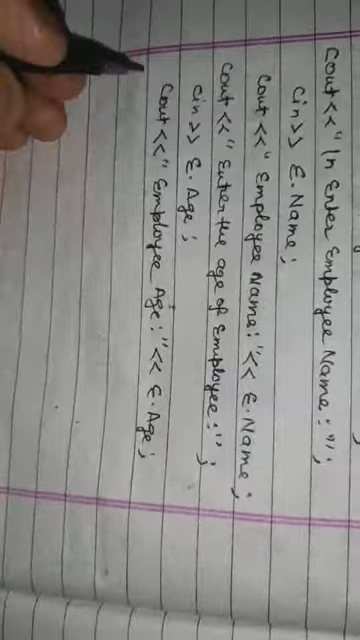 Cout<<"\n Enter Employee Name:";
cin>> E.Name;
Cout<<" Employee Name:"<< E.Name;
Cout<<" Enter the age of Employee:";
cin>> E.Age;
Cout<<" Employee Age:"<< E.Age;